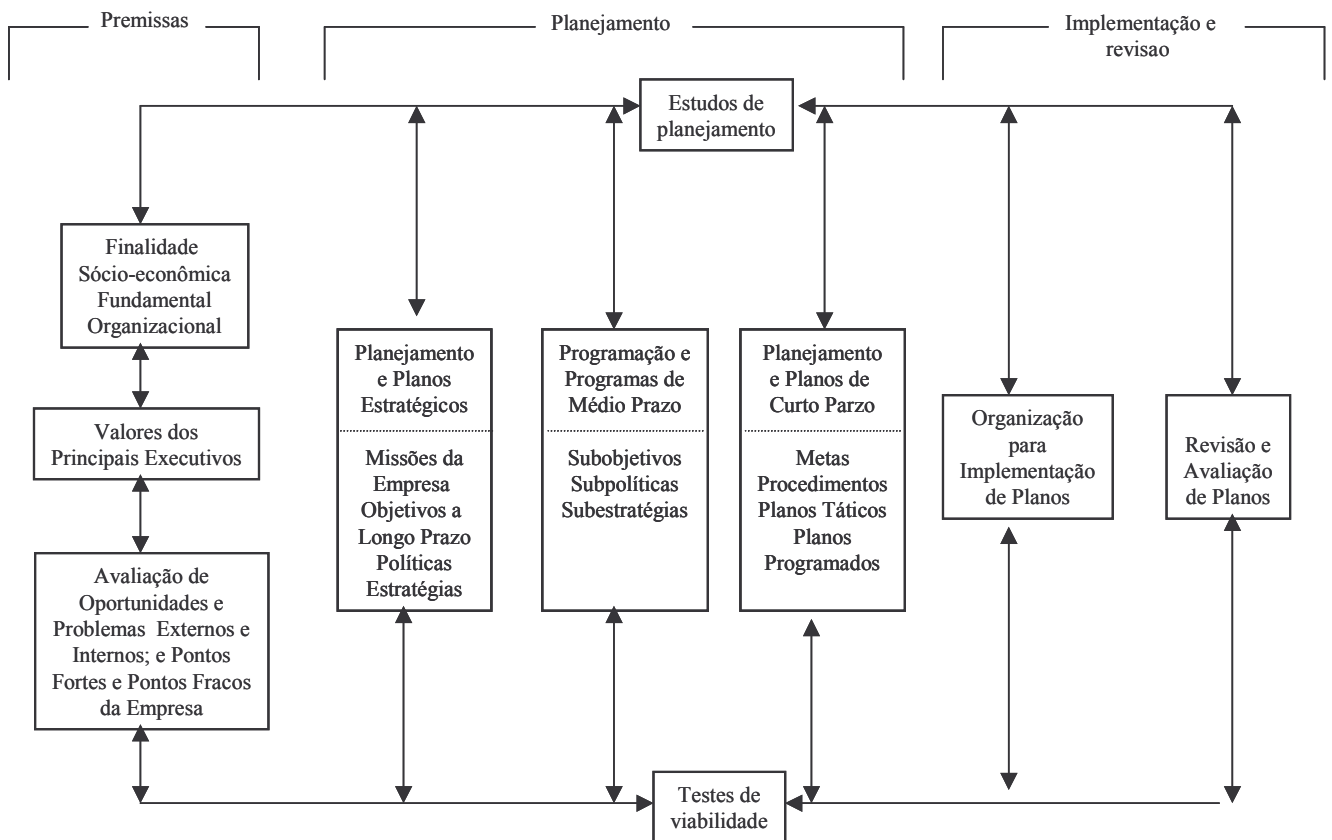 Premissas
Planejamento
Implementação e
revisao
Estudos de
planejamento
Finalidade
Sócio-econômica
Fundamental
Organizacional
Valores dos
Principais Executivos
Avaliação de
Oportunidades e
Problemas Externos e
Internos; e Pontos
Fortes e Pontos Fracos
da Empresa
Planejamento
e Planos
Estratégicos
Missões da
Empresa
Objetivos a
Longo Prazo
Políticas
Estratégias
Programação e
Programas de
Médio Prazo
Subobjetivos
Subpolíticas
Subestratégias
Planejamento
e Planos de
Curto Parzo
Metas
Procedimentos
Planos Táticos
Planos
Programados
Organização
para
Implementação
de Planos
Revisão e
Avaliação
de Planos
Testes de
viabilidade